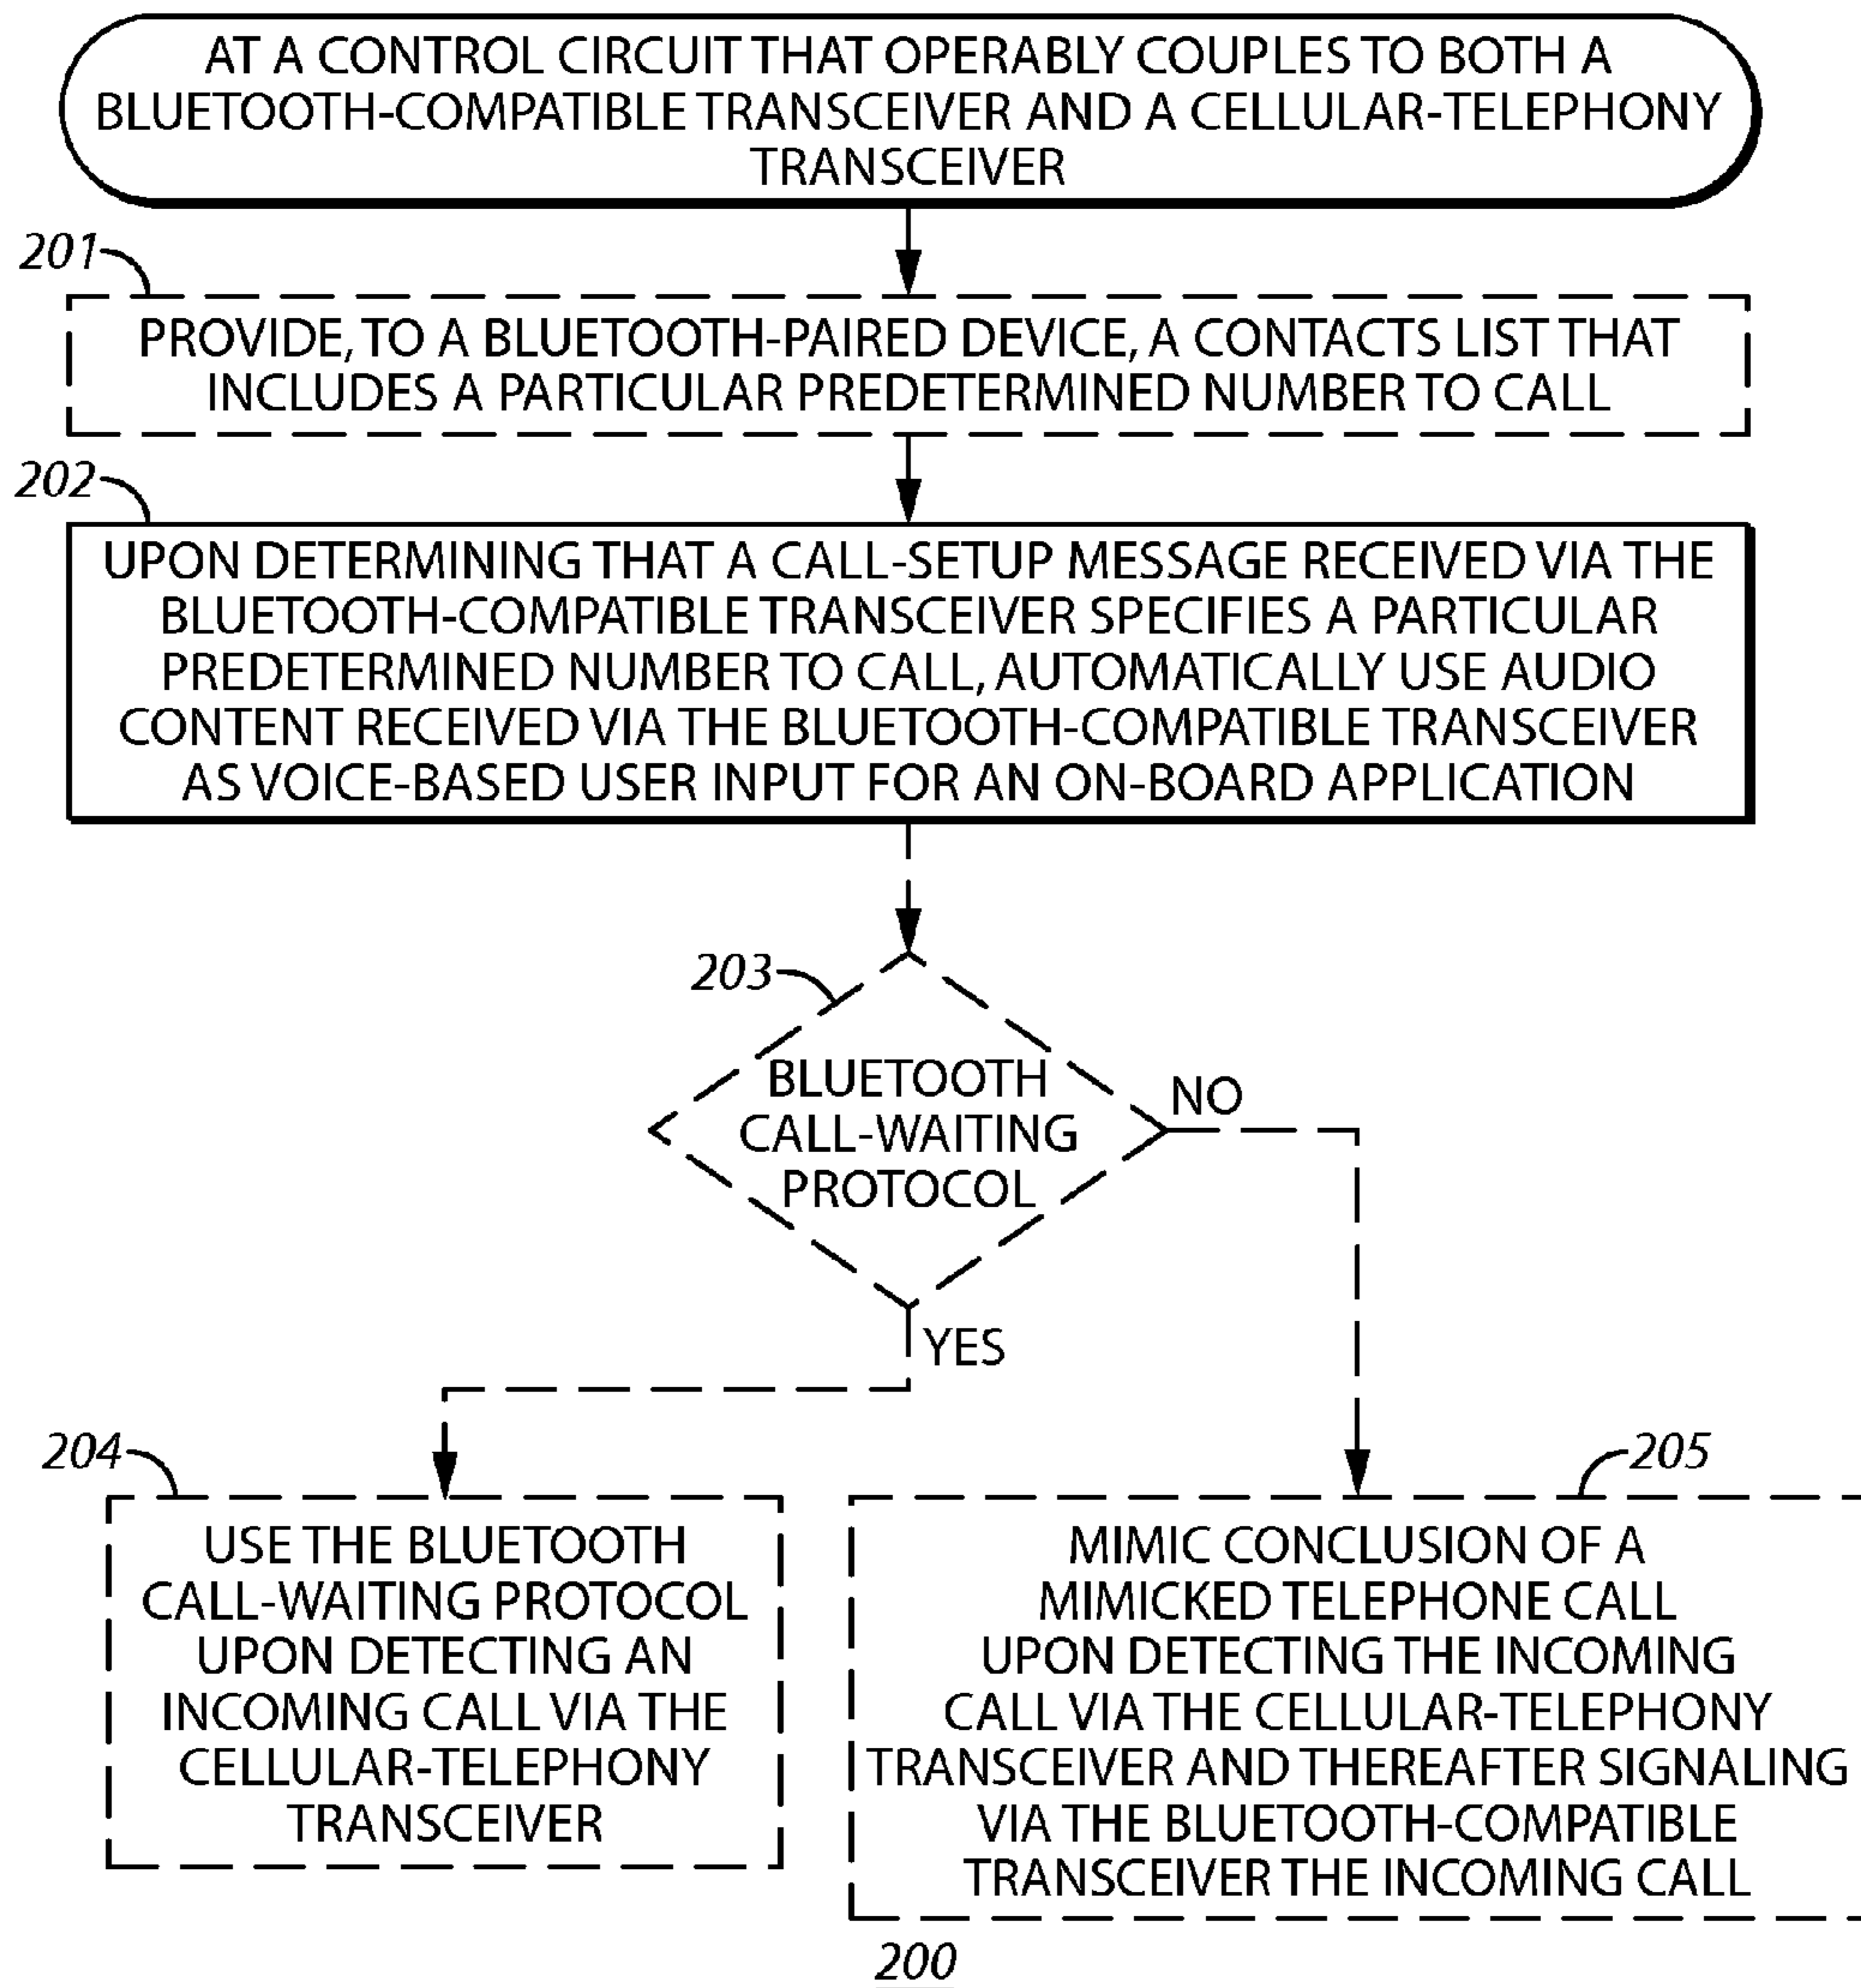 AT A CONTROL CIRCUIT THAT OPERABLY COUPLES TO BOTH A
BLUETOOTH-COMPATIBLE TRANSCEIVER AND A CELLULAR-TELEPHONY
TRANSCEIVER
201
PROVIDE, TO A BLUETOOTH-PAIRED DEVICE, A CONTACTS LIST THAT
INCLUDES A PARTICULAR PREDETERMINED NUMBER TO CALL
202
UPON DETERMINING THAT A CALL-SETUP MESSAGE RECEIVED VIA THE
BLUETOOTH-COMPATIBLE TRANSCEIVER SPECIFIES A PARTICULAR
PREDETERMINED NUMBER TO CALL, AUTOMATICALLY USE AUDIO
CONTENT RECEIVED VIA THE BLUETOOTH-COMPATIBLE TRANSCEIVER
AS VOICE-BASED USER INPUT FOR AN ON-BOARD APPLICATION
203
BLUETOOTH
CALL-WAITING
PROTOCOL
NO
YES
204
USE THE BLUETOOTH
CALL-WAITING PROTOCOL
UPON DETECTING AN
INCOMING CALL VIA THE
CELLULAR-TELEPHONY
TRANSCEIVER
205
MIMIC CONCLUSION OF A
MIMICKED TELEPHONE CALL
UPON DETECTING THE INCOMING
CALL VIA THE CELLULAR-TELEPHONY
TRANSCEIVER AND THEREAFTER SIGNALING
VIA THE BLUETOOTH-COMPATIBLE
TRANSCEIVER THE INCOMING CALL
200